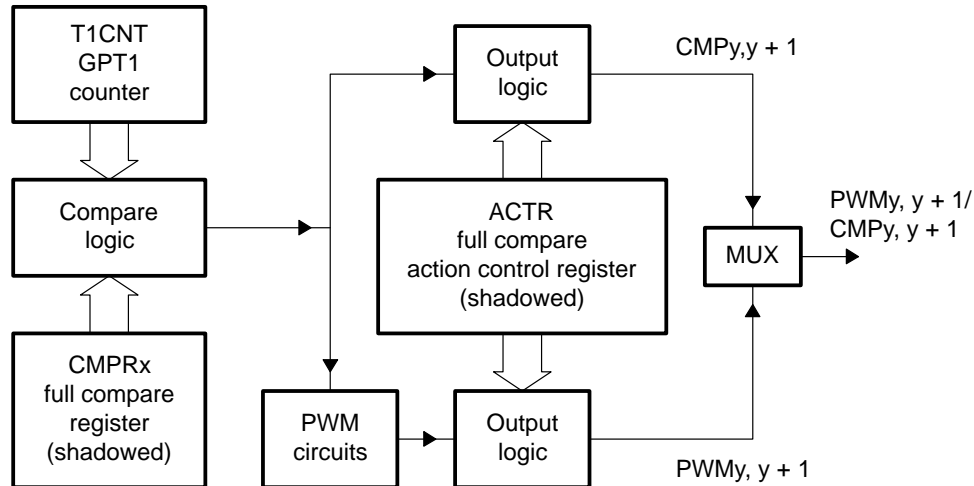 T1CNT
GPT1
counter
Output
logic
CMPy,y + 1
Compare
logic
ACTR
full compare
action control register
(shadowed)
MUX
PWMy, y + 1/
CMPy, y + 1
CMPRx
full compare
register
(shadowed)
PWM
circuits
Output
logic
PWMy, y + 1